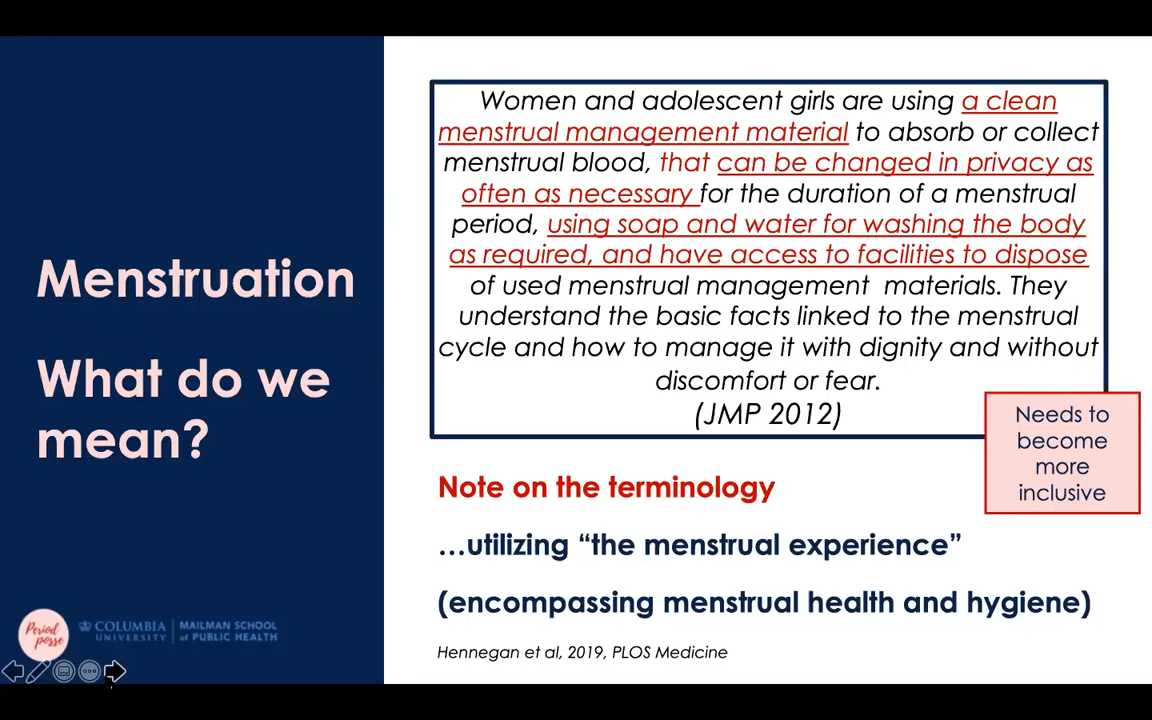 Menstruation
What do we
mean?
Women and adolescent girls are using a clean
menstrual management material to absorb or collect
menstrual blood, that can be changed in privacy as
often as necessary for the duration of a menstrual
period, using soap and water for washing the body
as required, and have access to facilities to dispose
of used menstrual management materials. They
understand the basic facts linked to the menstrual
cycle and how to manage it with dignity and without
discomfort or fear.
(JMP 2012)
Needs to
become
more
inclusive
Note on the terminology
…utilizing “the menstrual experience”
(encompassing menstrual health and hygiene)
Hennegan et al, 2019, PLOS Medicine
Period
posse
COLUMBIA
UNIVERSITY
MAILMAN SCHOOL
of PUBLIC HEALTH